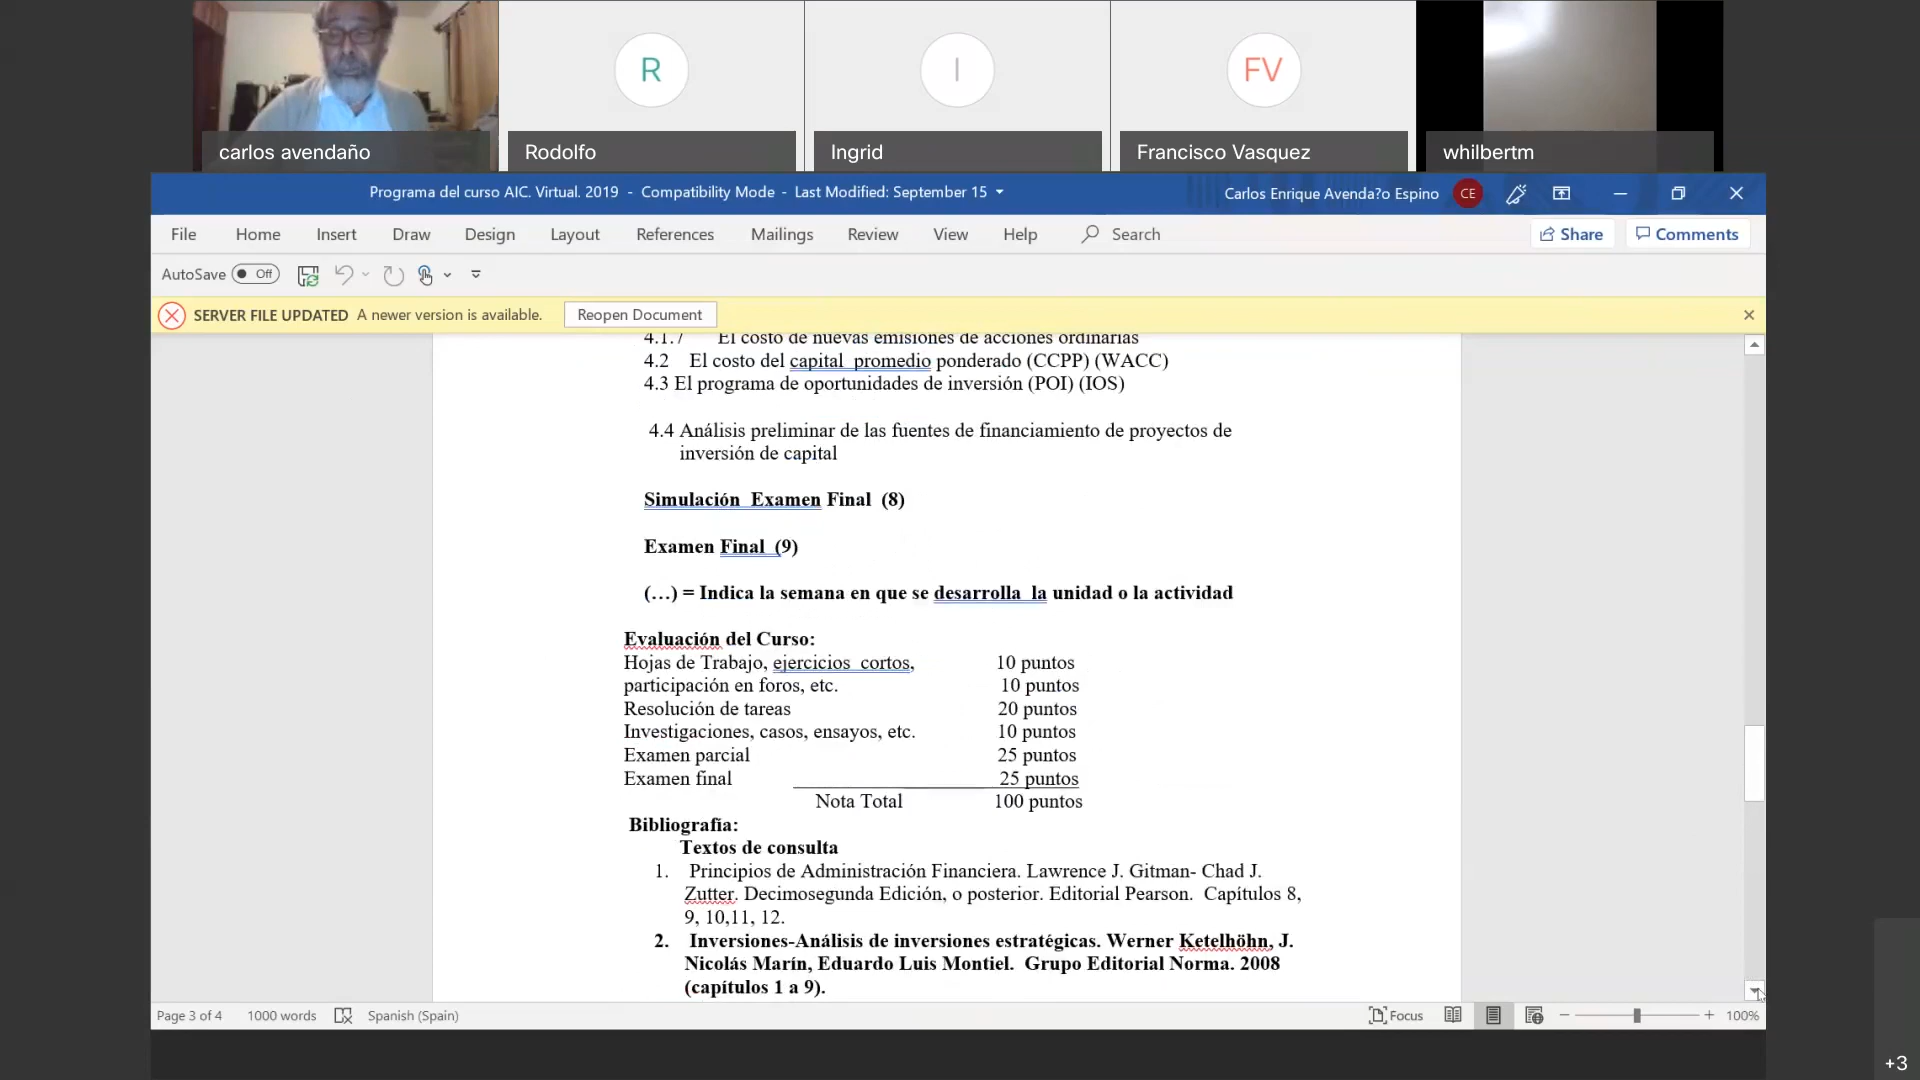 R
I
FV
carlos avendaño
Rodolfo
Ingrid
Francisco Vasquez
whilbertm
Programa del curso AIC. Virtual. 2019 - Compatibility Mode - Last Modified: September 15
Carlos Enrique Avenda?o Espino
CE
File Home Insert Draw Design Layout References Mailings Review View Help Search Share Comments
AutoSave Off
SERVER FILE UPDATED A newer version is available. Reopen Document
4.1.7 El costo de nuevas emisiones de acciones ordinarias
4.2 El costo del capital promedio ponderado (CCPP) (WACC)
4.3 El programa de oportunidades de inversión (POI) (IOS)
4.4 Análisis preliminar de las fuentes de financiamiento de proyectos de
inversión de capital
Simulación Examen Final (8)
Examen Final (9)
(…) = Indica la semana en que se desarrolla la unidad o la actividad
Evaluación del Curso:
Hojas de Trabajo, ejercicios cortos, 10 puntos
participación en foros, etc. 10 puntos
Resolución de tareas 20 puntos
Investigaciones, casos, ensayos, etc. 10 puntos
Examen parcial 25 puntos
Examen final 25 puntos
Nota Total 100 puntos
Bibliografía:
Textos de consulta
1. Principios de Administración Financiera. Lawrence J. Gitman- Chad J.
Zutter. Decimosegunda Edición, o posterior. Editorial Pearson. Capítulos 8,
9, 10,11, 12.
2. Inversiones-Análisis de inversiones estratégicas. Werner Ketelhöhn, J.
Nicolás Marín, Eduardo Luis Montiel. Grupo Editorial Norma. 2008
(capítulos 1 a 9).
Page 3 of 4 1000 words Spanish (Spain) Focus 100%
+3